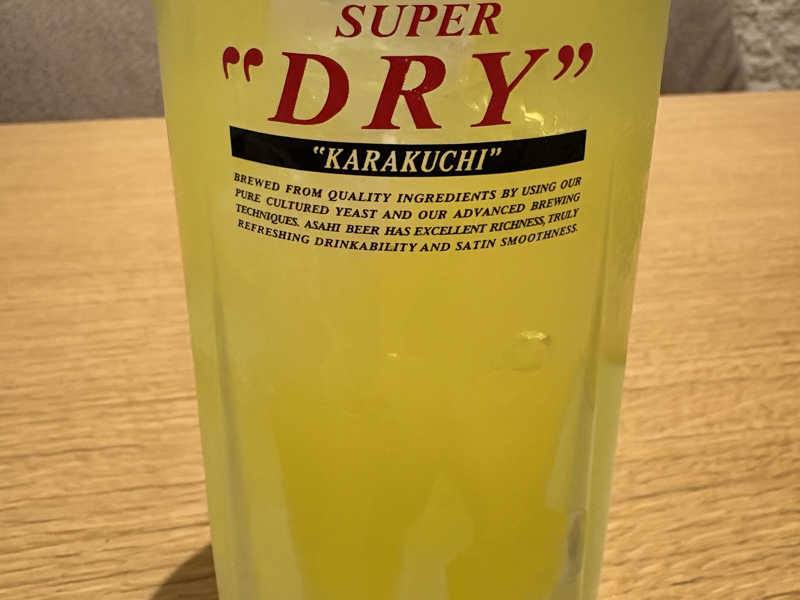 SUPER
“DRY”
“KARAKUCHI”
BREWED FROM QUALITY INGREDIENTS BY USING OUR
PURE CULTURED YEAST AND OUR ADVANCED BREWING
TECHNIQUES. ASAHI BEER HAS EXCELLENT RICHNESS, TRULY
REFRESHING DRINKABILITY AND SATIN SMOOTHNESS.